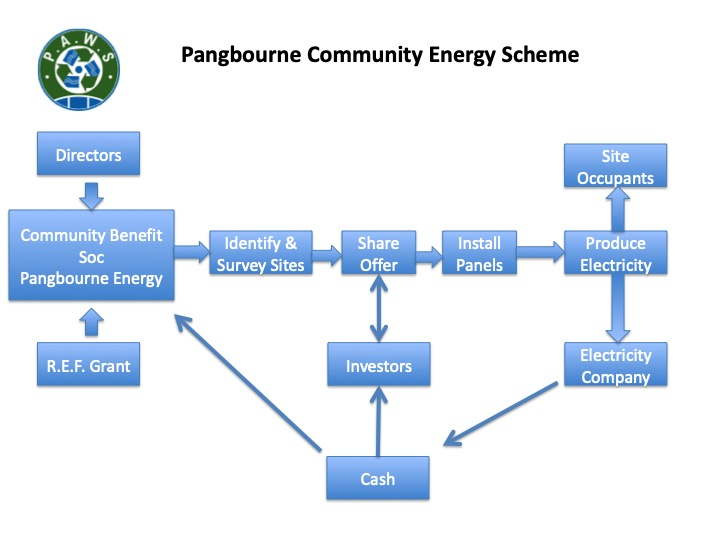 P.A.W.S
Pangbourne Community Energy Scheme
Directors
Site
Occupants
Community Benefit
Soc
Pangbourne Energy
Identify &
Survey Sites
Share
Offer
Install
Panels
Produce
Electricity
R.E.F. Grant
Investors
Electricity
Company
Cash